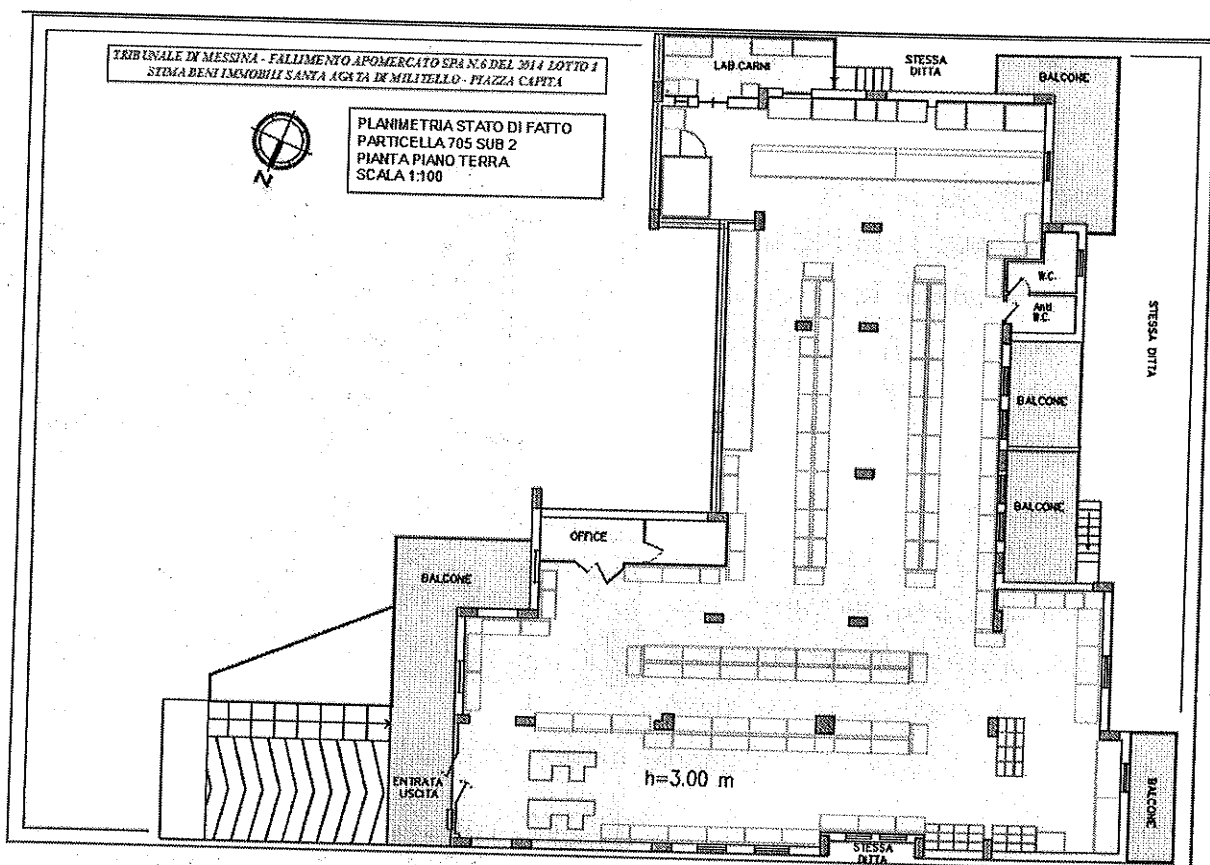 TRIBUNALE DI MESSINA - FALLIMENTO APOMERCATO SPA N.6 DEL 2014 LOTTO 1
STIMA BENI IMMOBILI SANTA AGATA DI MILITELLO - PIAZZA CAPITA
PLANIMETRIA STATO DI FATTO
PARTICELLA 705 SUB 2
PIANTA PIANO TERRA
SCALA 1:100
N
LAB.CARNI
STESSA
DITTA
BALCONE
W.C.
Anti
W.C.
STESSA DITTA
BALCONE
BALCONE
OFFICE
BALCONE
ENTRATA
USCITA
h=3.00 m
BALCONE
STESSA
DITTA